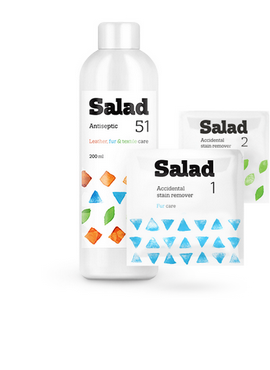 Salad
Antiseptic 51
Leather, fur & textile care
200 ml
Salad
Accidental 1
stain remover
Fur care
Salad
Accidental 2
stain remover